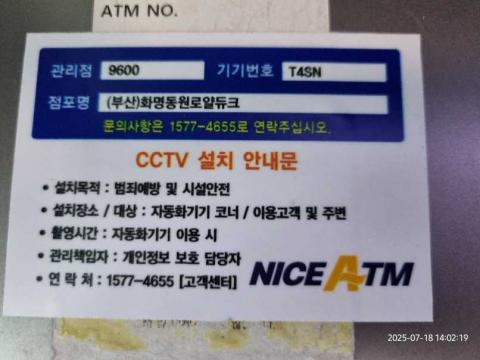 ATM NO.
관리점 9600 기기번호 T4SN
점포명 (부산)화명동원로얄듀크
문의사항은 1577-4655로 연락주십시오.
CCTV 설치 안내문
• 설치목적 : 범죄예방 및 시설안전
• 설치장소 / 대상 : 자동화기기 코너 / 이용고객 및 주변
• 촬영시간 : 자동화기기 이용 시
• 관리책임자 : 개인정보 보호 담당자
• 연 락 처 : 1577-4655 [고객센터]
NICE ATM
2025-07-18 14:02:19